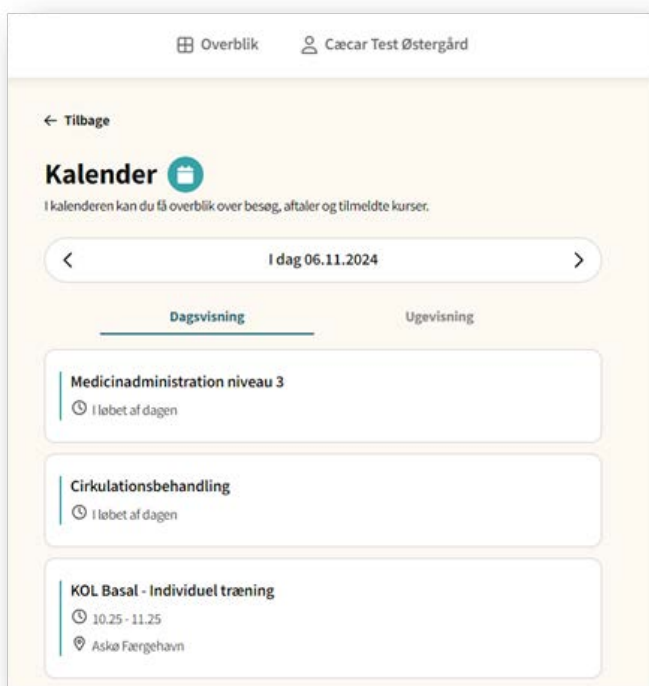 Overblik Cæcar Test Østergård
← Tilbage
Kalender
I kalenderen kan du få overblik over besøg, aftaler og tilmeldte kurser.
I dag 06.11.2024
Dagsvisning Ugevisning
Medicinadministration niveau 3
I løbet af dagen
Cirkulationsbehandling
I løbet af dagen
KOL Basal - Individuel træning
10.25 - 11.25
Askø Færgehavn